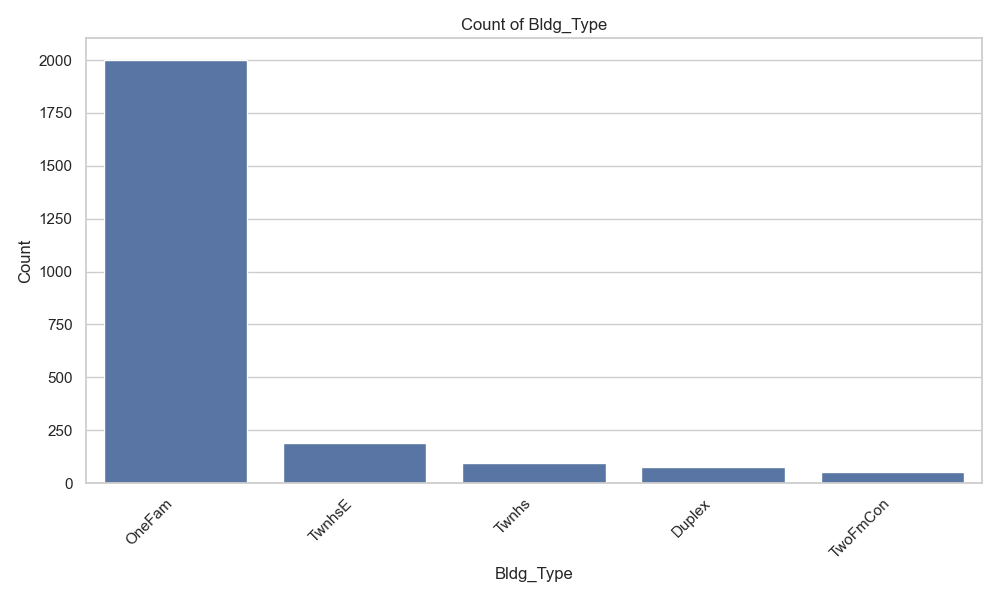 Count of Bldg_Type
2000
1750
1500
1250
1000
750
500
250
0
Count
OneFam
TwnhsE
Twnhs
Duplex
TwoFmCon
Bldg_Type